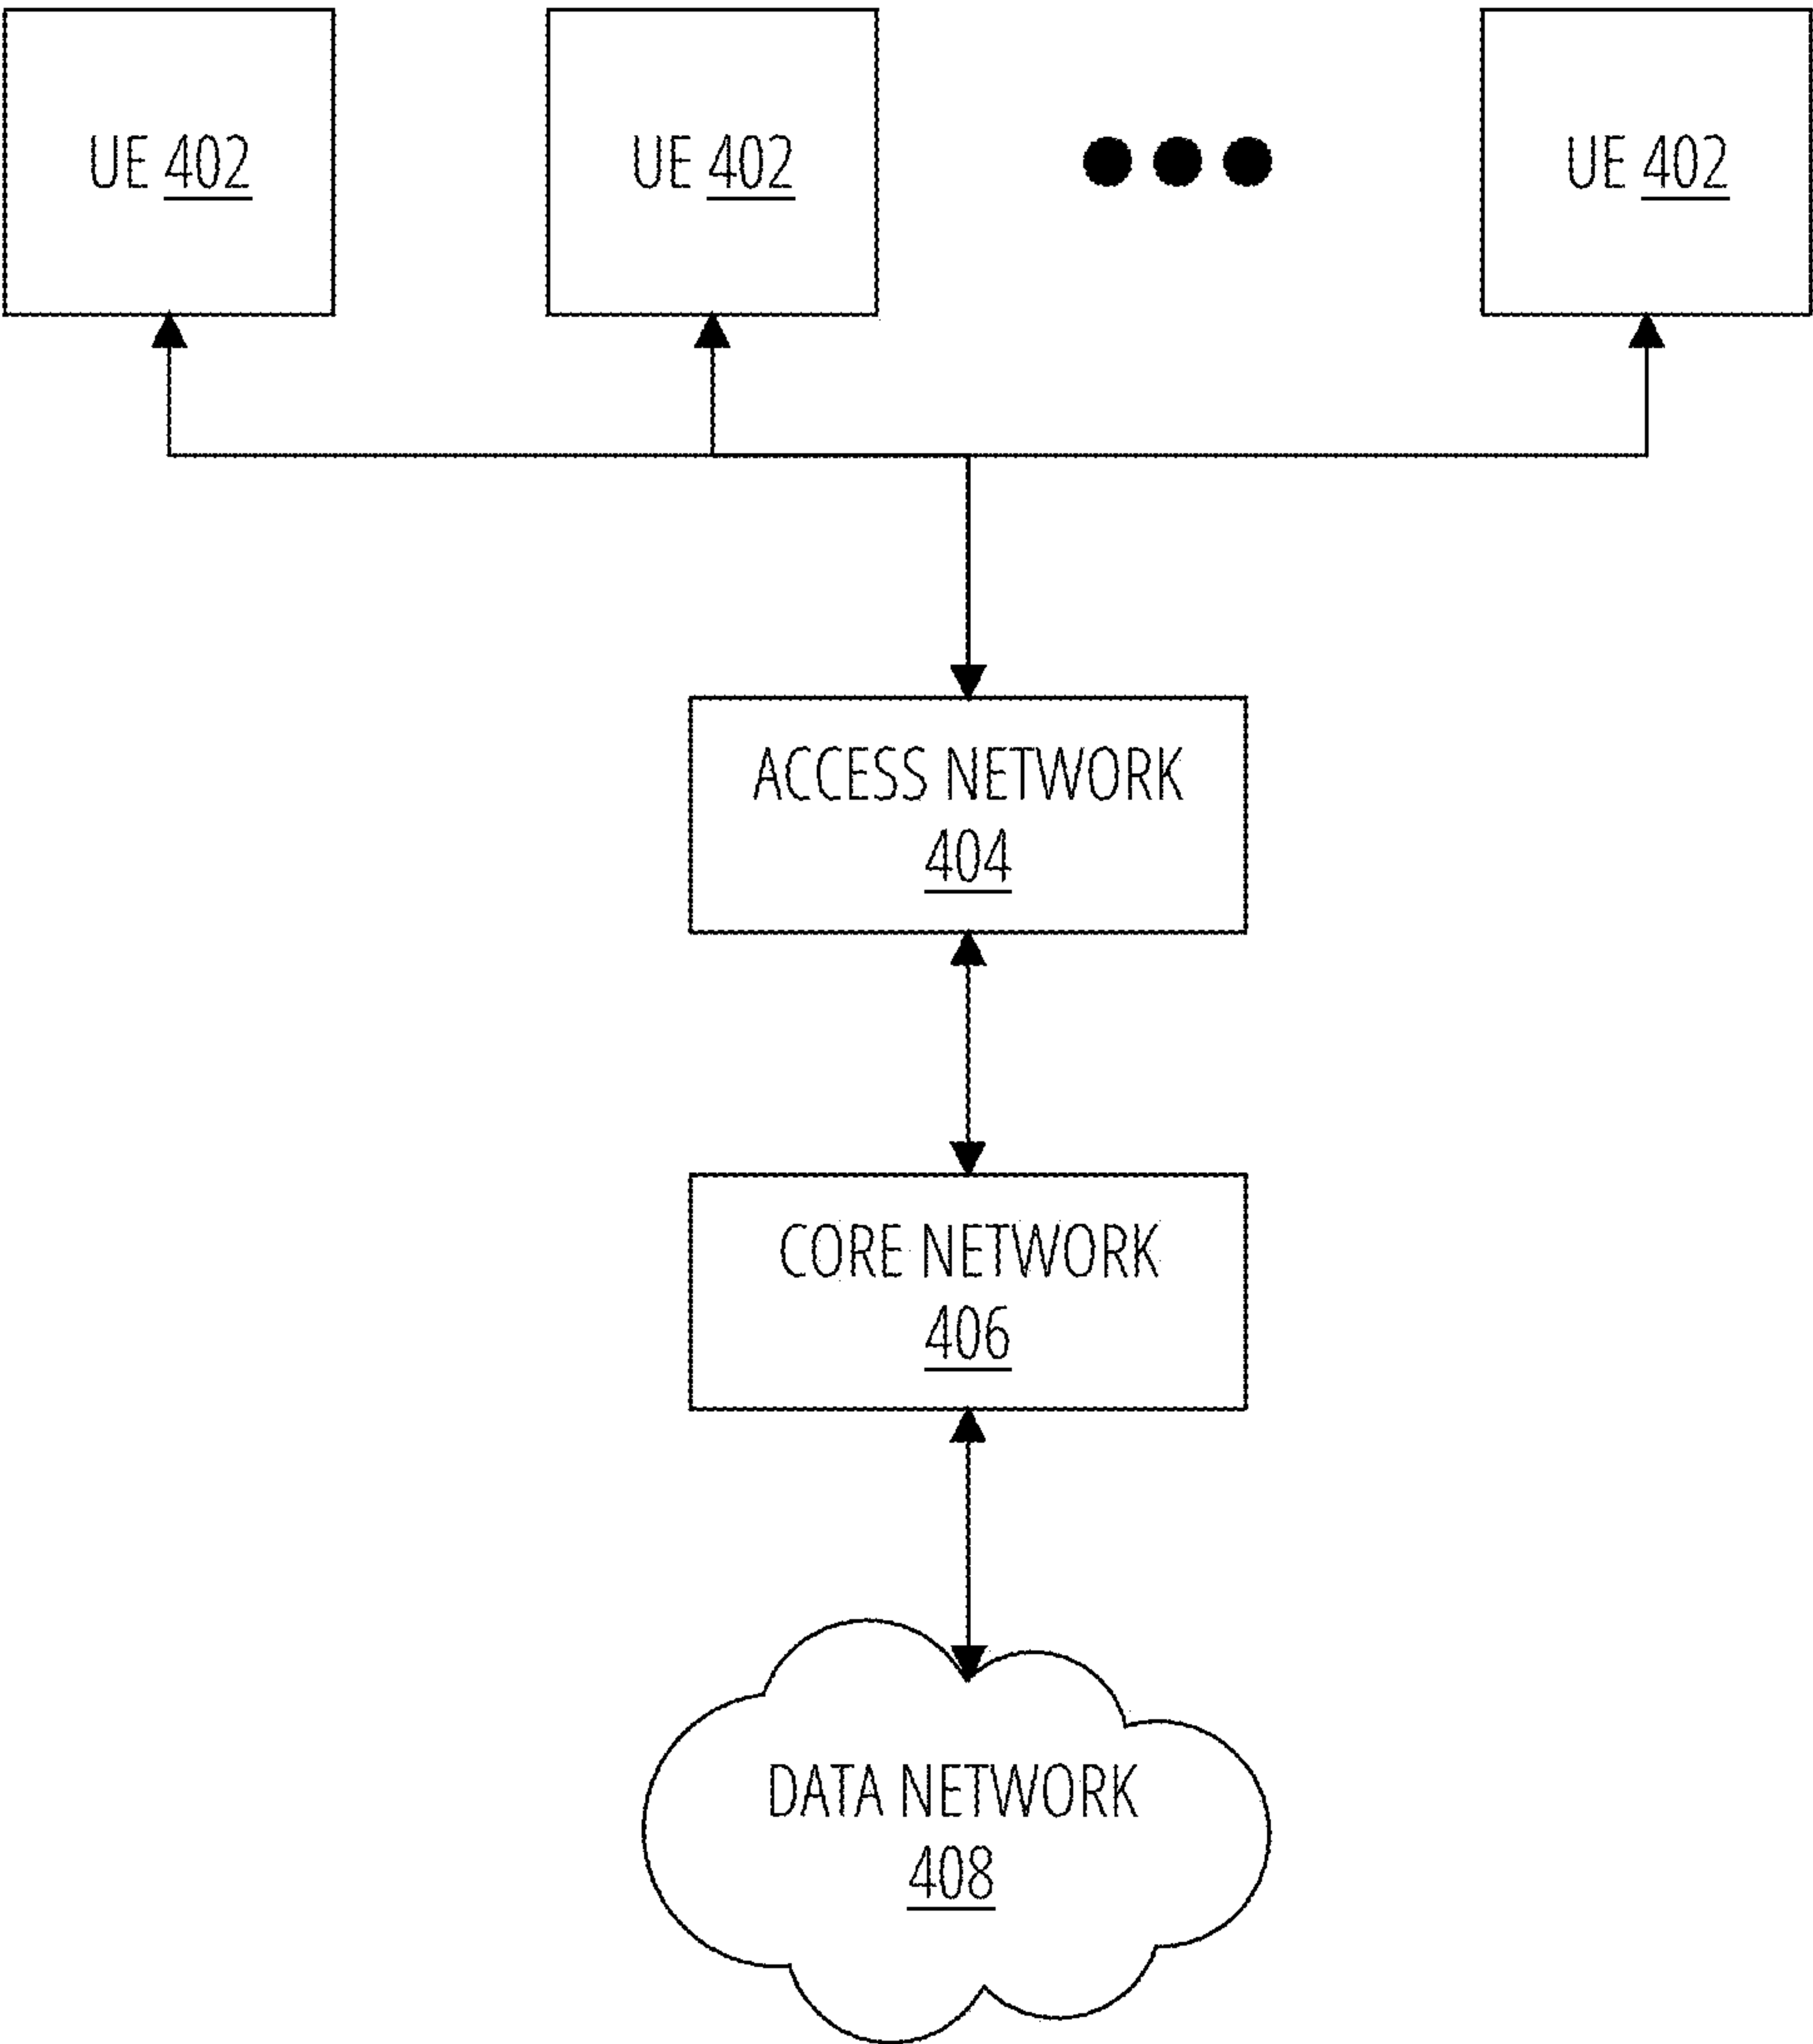 UE 402
UE 402
UE 402
ACCESS NETWORK
404
CORE NETWORK
406
DATA NETWORK
408